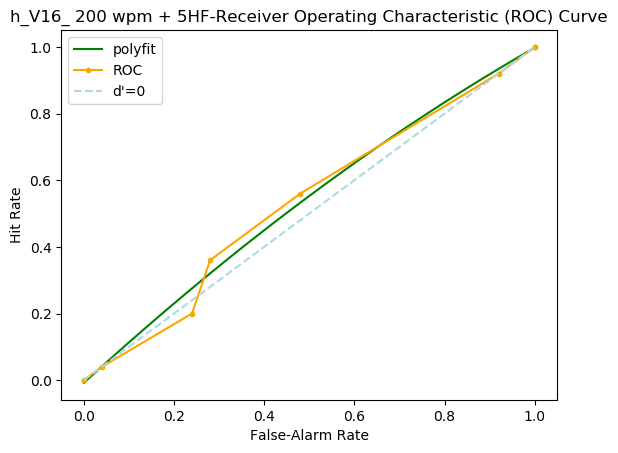 h_V16_ 200 wpm + 5HF-Receiver Operating Characteristic (ROC) Curve
polyfit
ROC
d'=0
1.0
0.8
0.6
0.4
0.2
0.0
Hit Rate
0.0 0.2 0.4 0.6 0.8 1.0
False-Alarm Rate